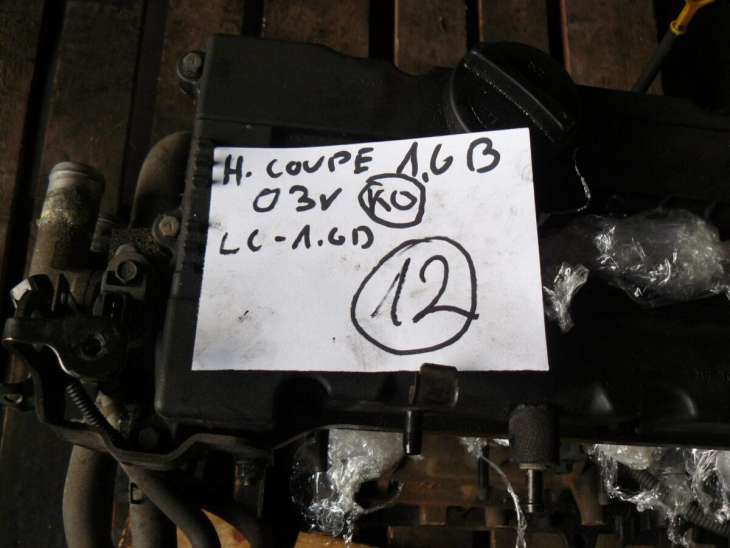 H. COUPE 1,6 B
03r KO
LC-1.6D
12